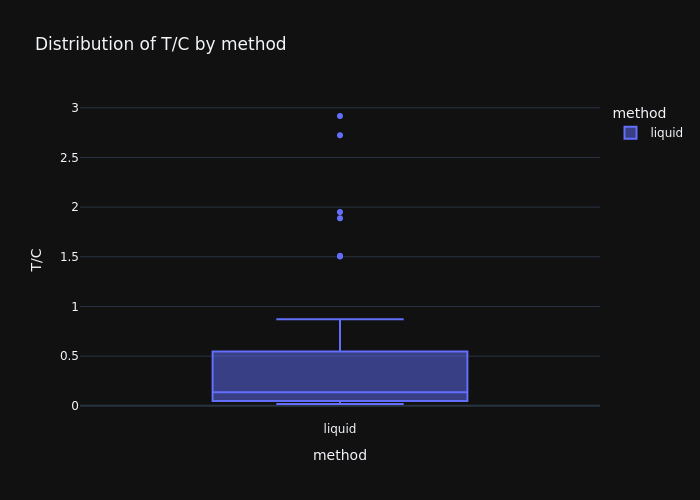 Distribution of T/C by method
3
2.5
2
1.5
1
0.5
0
T/C
liquid
method
method
liquid